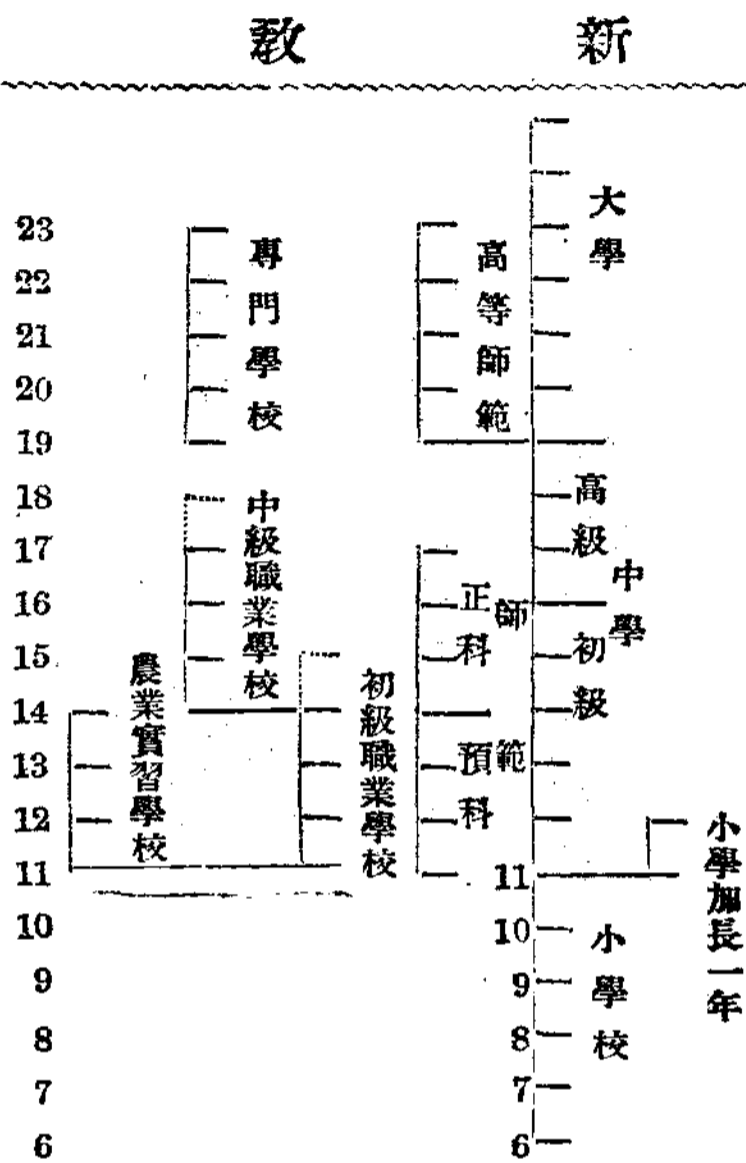 新教
大學
高等師範
專門學校
高級
中學
初級
師範
正科
預科
中級職業學校
初級職業學校
農業實習學校
小學加長一年
小學校
23
22
21
20
19
18
17
16
15
14
13
12
11
10
9
8
7
6
11
10
9
8
7
6